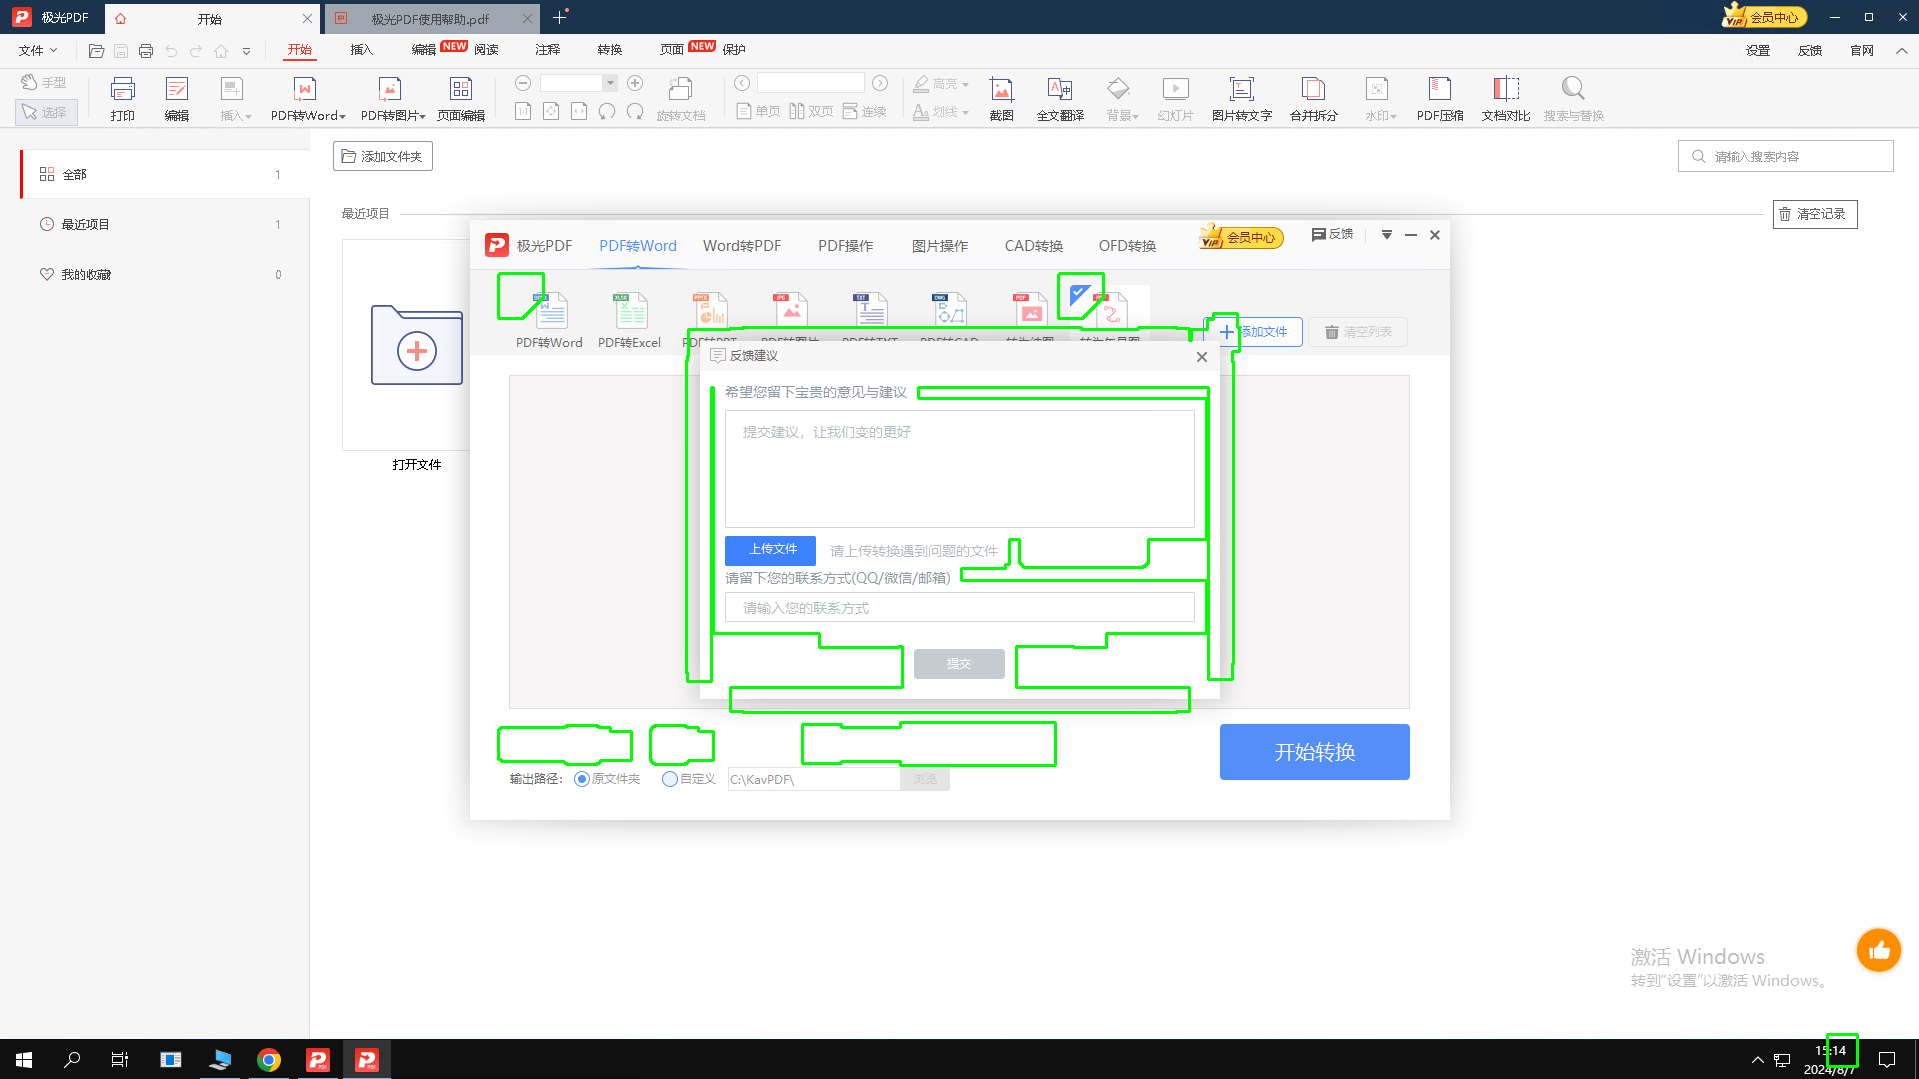 极光PDF
开始
极光PDF使用帮助.pdf
会员中心
文件
开始
插入
编辑
NEW
阅读
注释
转换
页面
NEW
保护
设置
反馈
官网
手型
选择
打印
编辑
插入
PDF转Word
PDF转图片
页面编辑
旋转文档
单页
双页
连续
高亮
划线
截图
全文翻译
背景
幻灯片
图片转文字
合并拆分
水印
PDF压缩
文档对比
搜索与替换
全部
1
最近项目
1
我的收藏
0
添加文件夹
请输入搜索内容
最近项目
清空记录
打开文件
极光PDF
PDF转Word
Word转PDF
PDF操作
图片操作
CAD转换
OFD转换
VIP
会员中心
反馈
PDF转Word
PDF转Excel
添加文件
清空列表
反馈建议
希望您留下宝贵的意见与建议
提交建议，让我们变的更好
上传文件
请上传转换遇到问题的文件
请留下您的联系方式(QQ/微信/邮箱)
请输入您的联系方式
提交
输出路径：
原文件夹
自定义
C:\KavPDF\
浏览
开始转换
激活 Windows
转到“设置”以激活 Windows。
15:14
2024/8/7